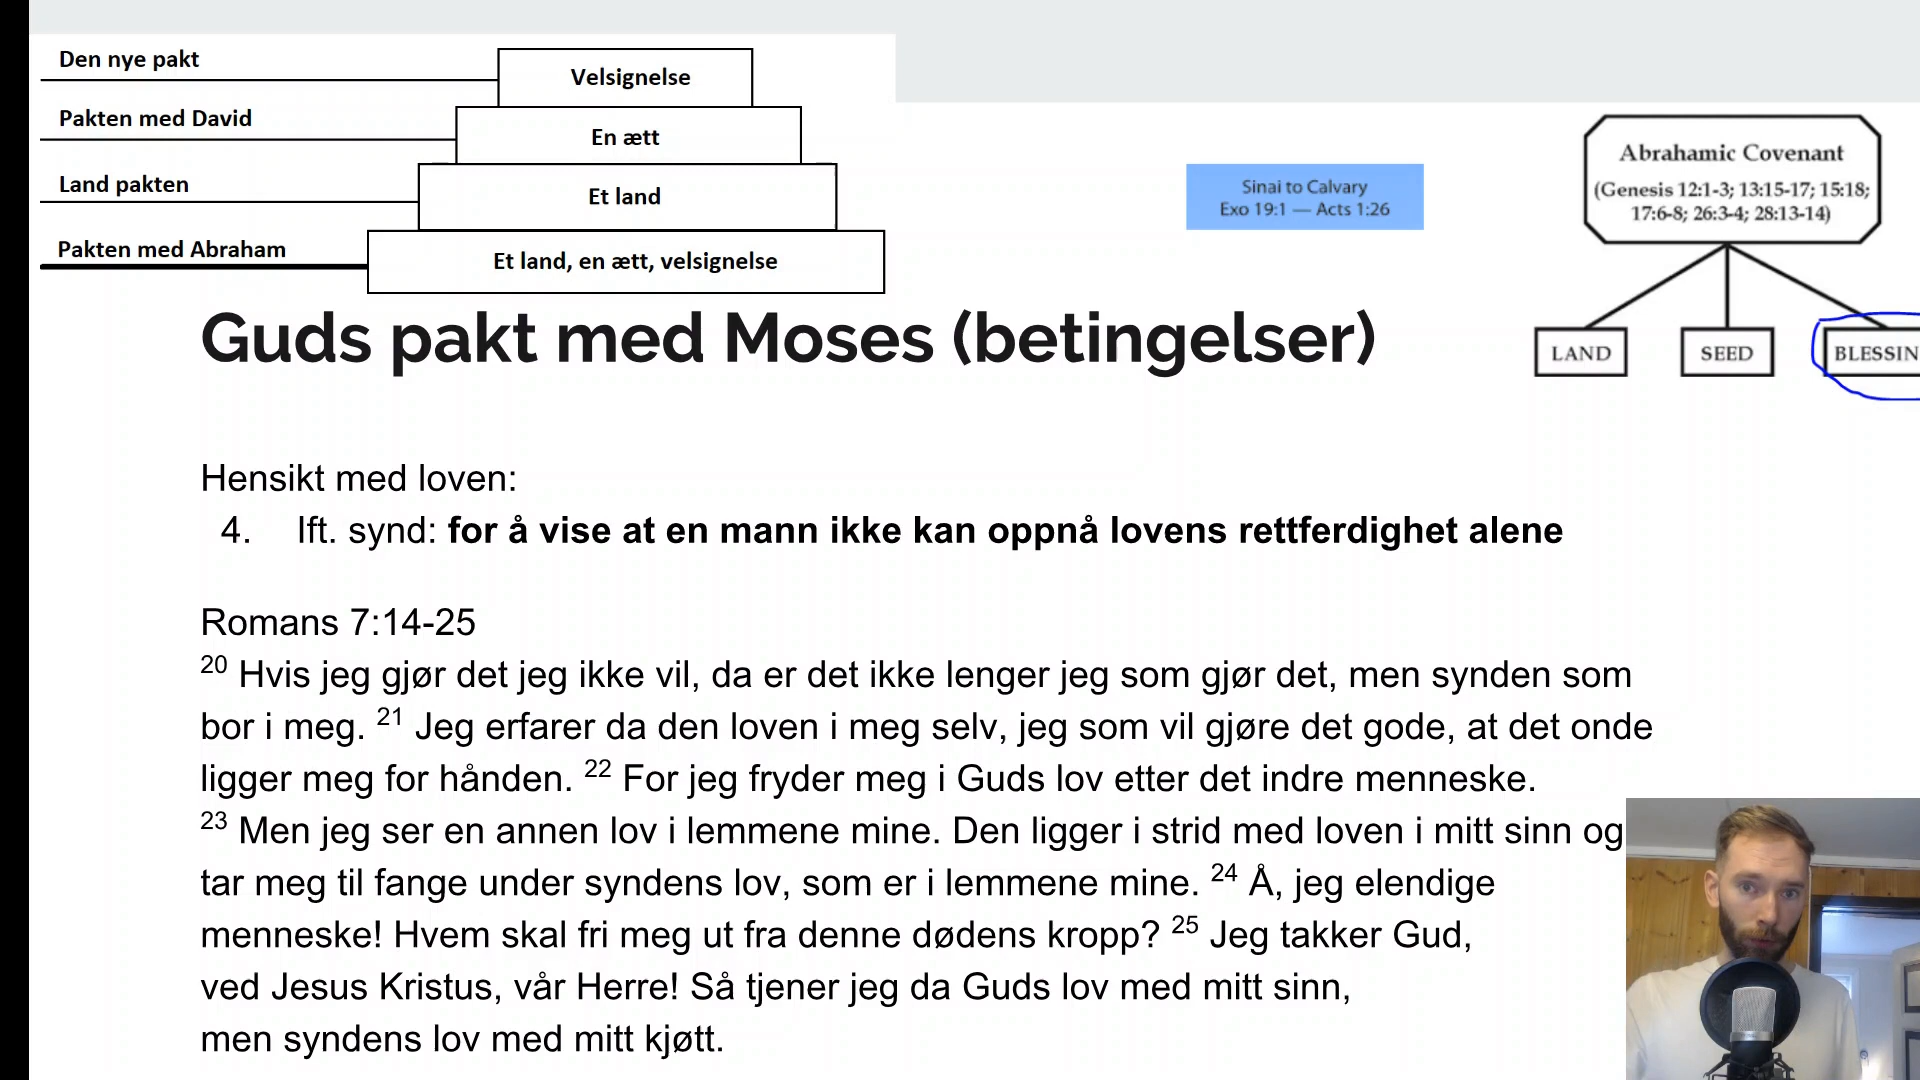 Den nye pakt
Velsignelse
Pakten med David
En ætt
Land pakten
Et land
Pakten med Abraham
Et land, en ætt, velsignelse
Sinai to Calvary
Exo 19:1 — Acts 1:26
Abrahamic Covenant
(Genesis 12:1-3; 13:15-17; 15:18;
17:6-8; 26:3-4; 28:13-14)
LAND
SEED
BLESSIN
Guds pakt med Moses (betingelser)
Hensikt med loven:
4. Ift. synd: for å vise at en mann ikke kan oppnå lovens rettferdighet alene
Romans 7:14-25
20 Hvis jeg gjør det jeg ikke vil, da er det ikke lenger jeg som gjør det, men synden som
bor i meg. 21 Jeg erfarer da den loven i meg selv, jeg som vil gjøre det gode, at det onde
ligger meg for hånden. 22 For jeg fryder meg i Guds lov etter det indre menneske.
23 Men jeg ser en annen lov i lemmene mine. Den ligger i strid med loven i mitt sinn og
tar meg til fange under syndens lov, som er i lemmene mine. 24 Å, jeg elendige
menneske! Hvem skal fri meg ut fra denne dødens kropp? 25 Jeg takker Gud,
ved Jesus Kristus, vår Herre! Så tjener jeg da Guds lov med mitt sinn,
men syndens lov med mitt kjøtt.